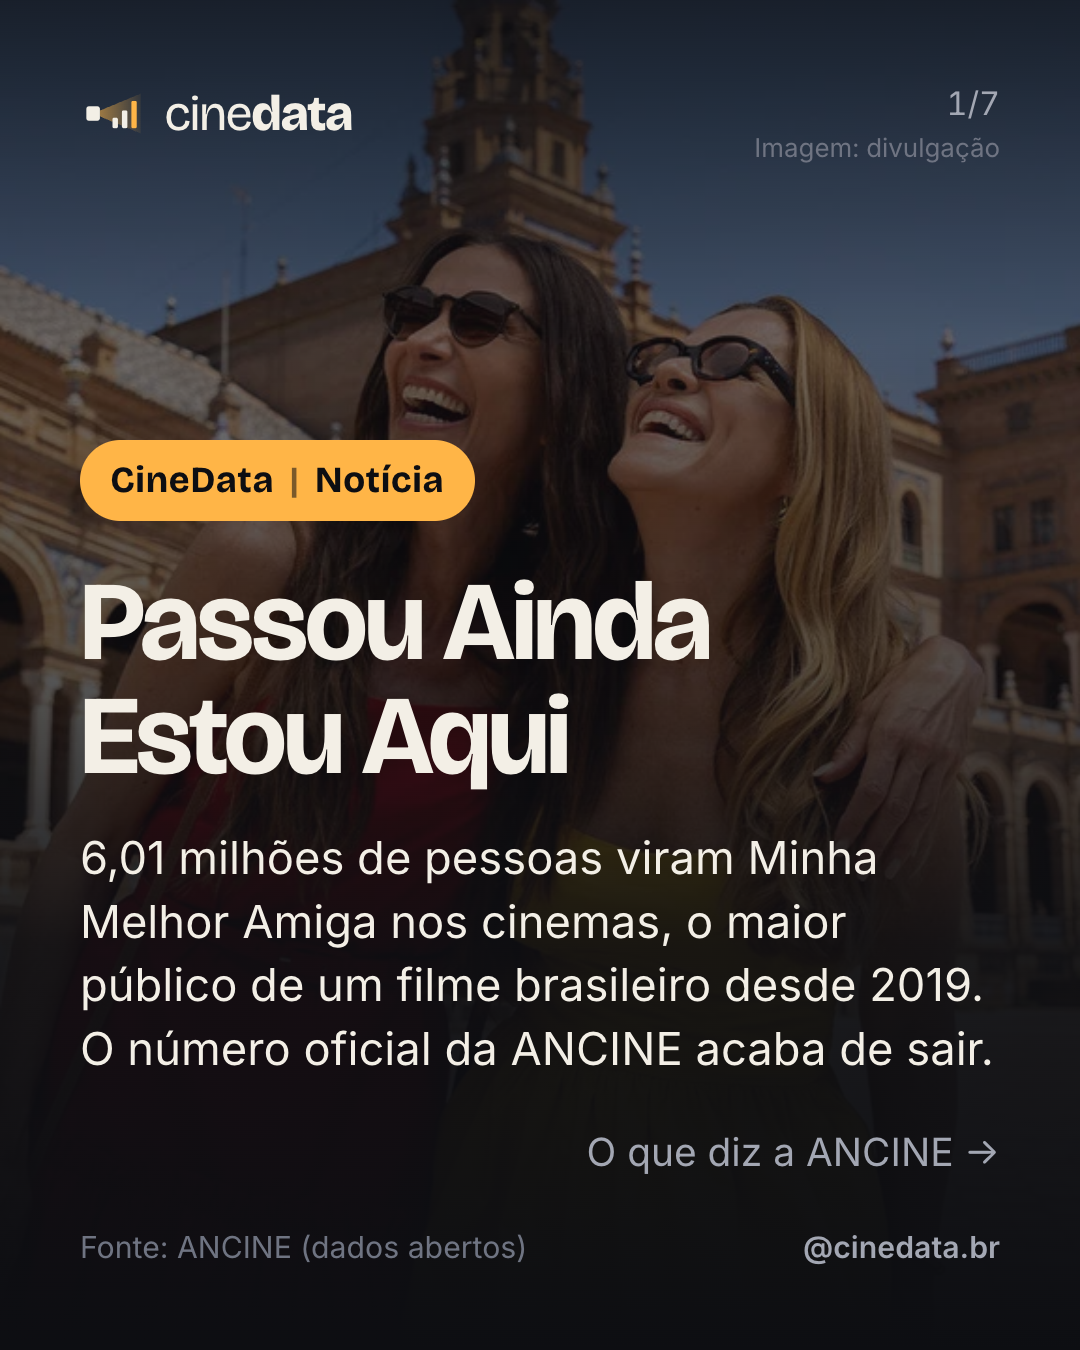 cinedata
1/7
Imagem: divulgação
CineData | Notícia
Passou Ainda
Estou Aqui
6,01 milhões de pessoas viram Minha
Melhor Amiga nos cinemas, o maior
público de um filme brasileiro desde 2019.
O número oficial da ANCINE acaba de sair.
O que diz a ANCINE →
Fonte: ANCINE (dados abertos)
@cinedata.br